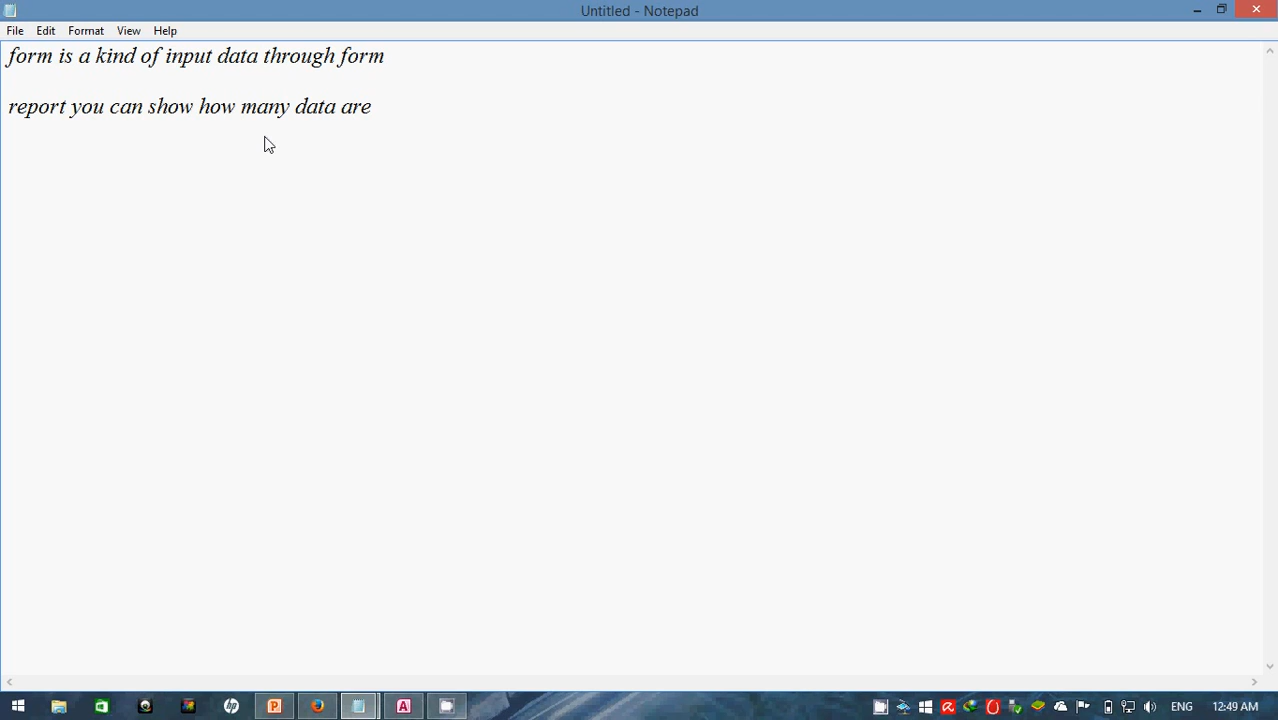 Untitled - Notepad
File Edit Format View Help
form is a kind of input data through form
report you can show how many data are
ENG 12:49 AM